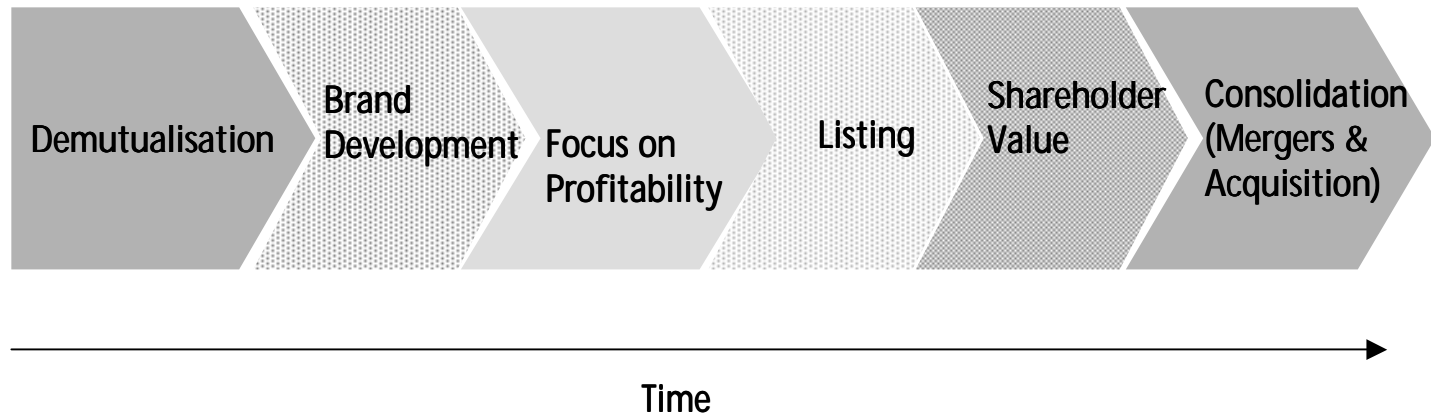 Demutualisation
Brand
Development
Focus on
Profitability
Listing
Shareholder
Value
Consolidation
(Mergers &
Acquisition)
Time